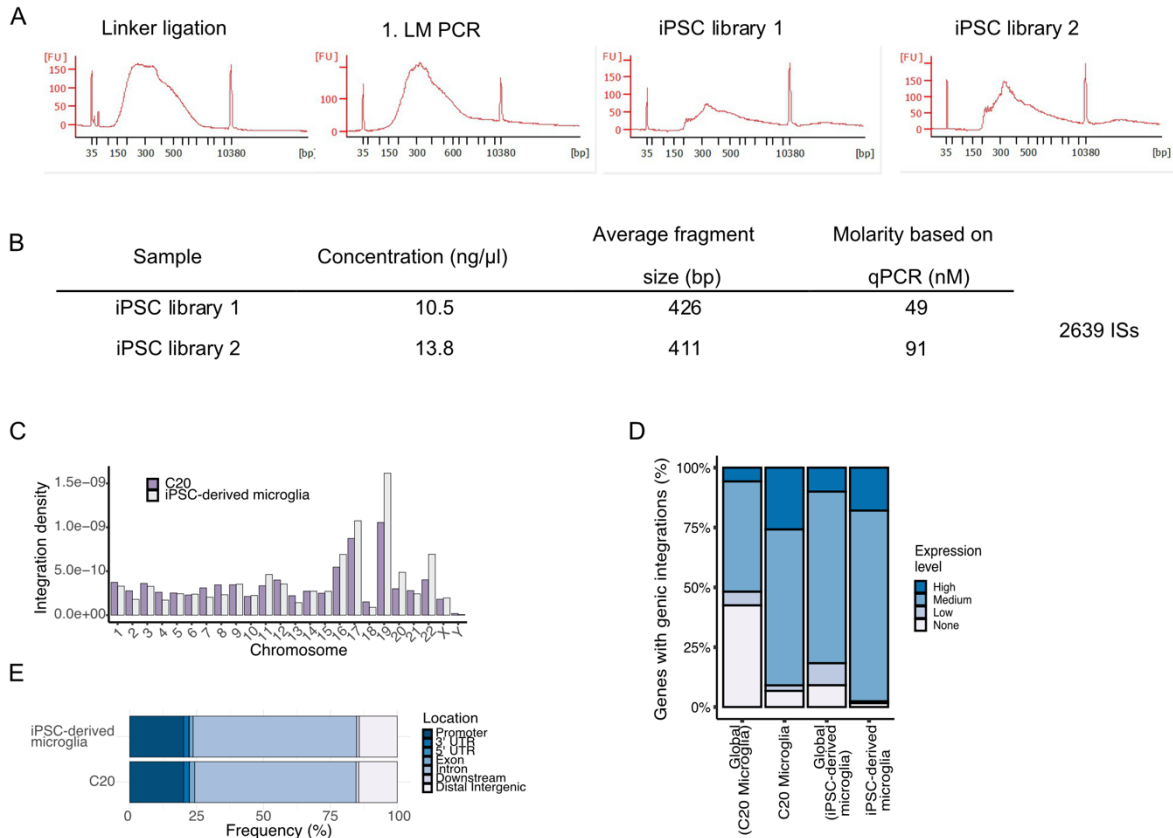 A
Linker ligation
1. LM PCR
iPSC library 1
iPSC library 2
[FU]
150
100
50
0
35 150 300 500 10380 [bp]
[FU]
100
0
35 150 300 600 10380 [bp]
[FU]
150
100
50
0
35 150 300 500 10380 [bp]
[FU]
150
100
50
0
35 150 300 500 10380 [bp]
B
Sample Concentration (ng/µl) Average fragment size (bp) Molarity based on qPCR (nM)
iPSC library 1 10.5 426 49
iPSC library 2 13.8 411 91
2639 ISs
C
Integration density
1.5e-09
1.0e-09
5.0e-10
0.0e+00
C20
iPSC-derived microglia
1 2 3 4 5 6 7 8 9 10 11 12 13 14 15 16 17 18 19 20 21 22 X Y
Chromosome
D
Genes with genic integrations (%)
100%
75%
50%
25%
0%
Global
(C20 Microglia)
C20 Microglia
Global
(iPSC-derived
microglia)
iPSC-derived
microglia
Expression
level
High
Medium
Low
None
E
iPSC-derived
microglia
C20
0 25 50 75 100
Frequency (%)
Location
Promoter
3' UTR
5' UTR
Exon
Intron
Downstream
Distal Intergenic